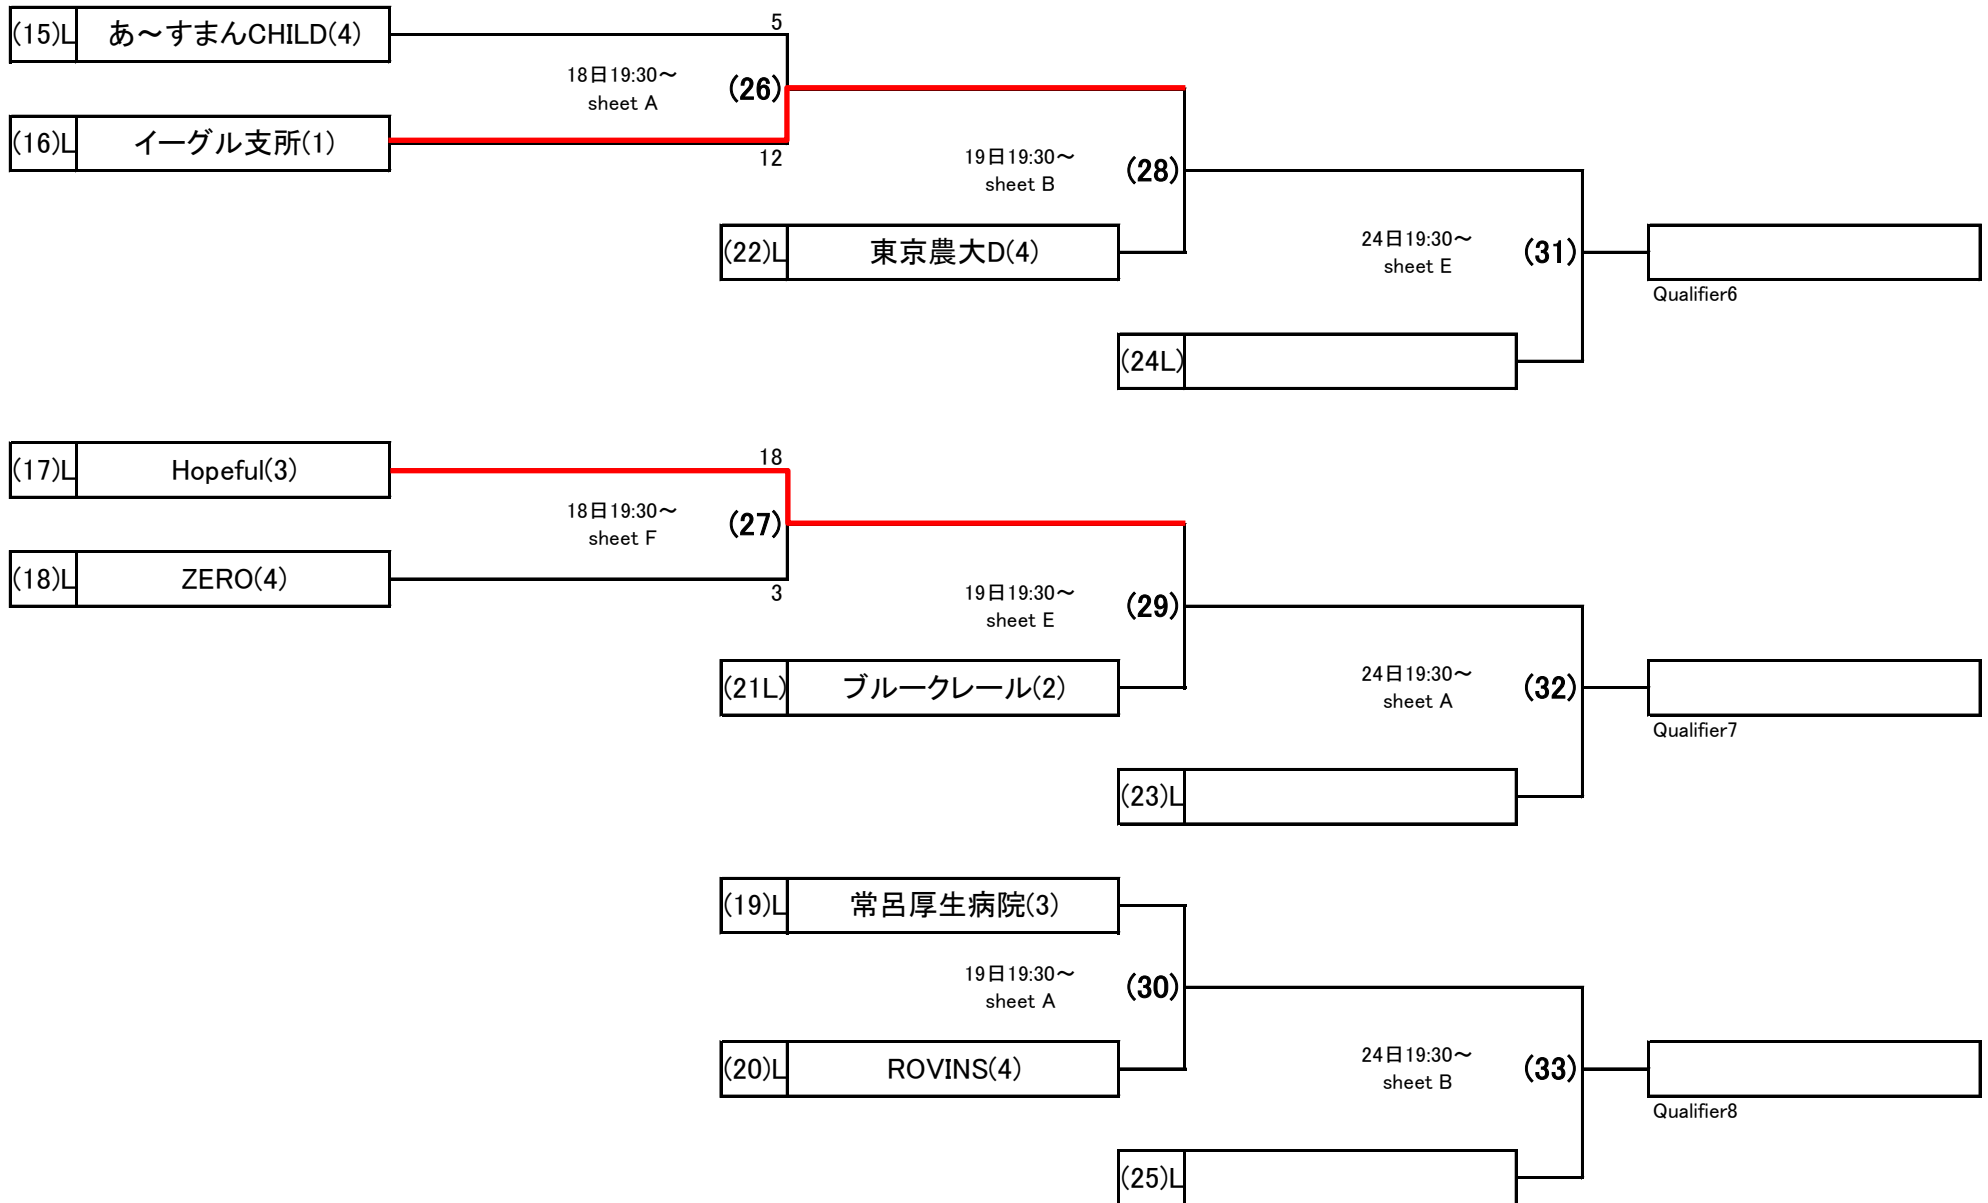 (15)L あ～すまんCHILD(4)
5
18日19:30～
sheet A
(26)
(16)L イーグル支所(1)
12
19日19:30～
sheet B
(28)
(22)L 東京農大D(4)
24日19:30～
sheet E
(31)
Qualifier6
(24L)
(17)L Hopeful(3)
18
18日19:30～
sheet F
(27)
(18)L ZERO(4)
3
19日19:30～
sheet E
(29)
(21L) ブルークレール(2)
24日19:30～
sheet A
(32)
Qualifier7
(23)L
(19)L 常呂厚生病院(3)
19日19:30～
sheet A
(30)
(20)L ROVINS(4)
24日19:30～
sheet B
(33)
Qualifier8
(25)L